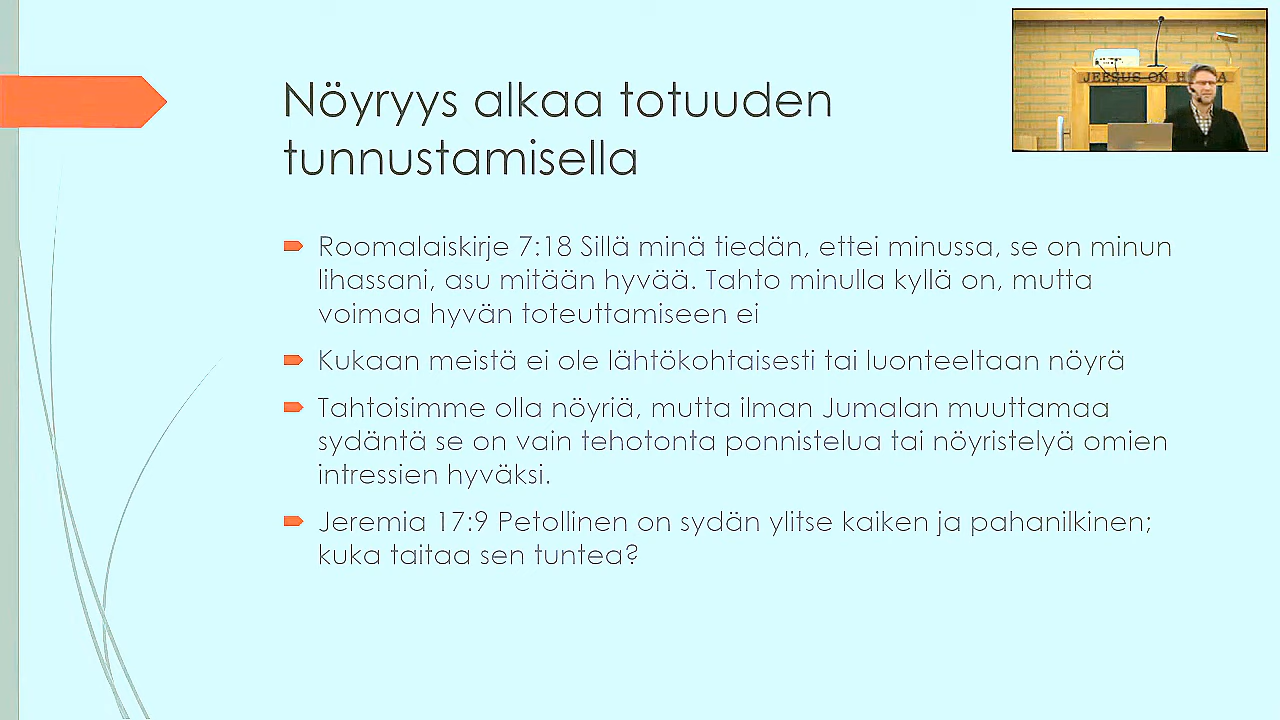 Nöyryys alkaa totuuden
tunnustamisella
JEESUS ON H RA
Roomalaiskirje 7:18 Sillä minä tiedän, ettei minussa, se on minun
lihassani, asu mitään hyvää. Tahto minulla kyllä on, mutta
voimaa hyvän toteuttamiseen ei
Kukaan meistä ei ole lähtökohtaisesti tai luonteeltaan nöyrä
Tahtoisimme olla nöyriä, mutta ilman Jumalan muuttamaa
sydäntä se on vain tehotonta ponnistelua tai nöyristelyä omien
intressien hyväksi.
Jeremia 17:9 Petollinen on sydän ylitse kaiken ja pahanilkinen;
kuka taitaa sen tuntea?